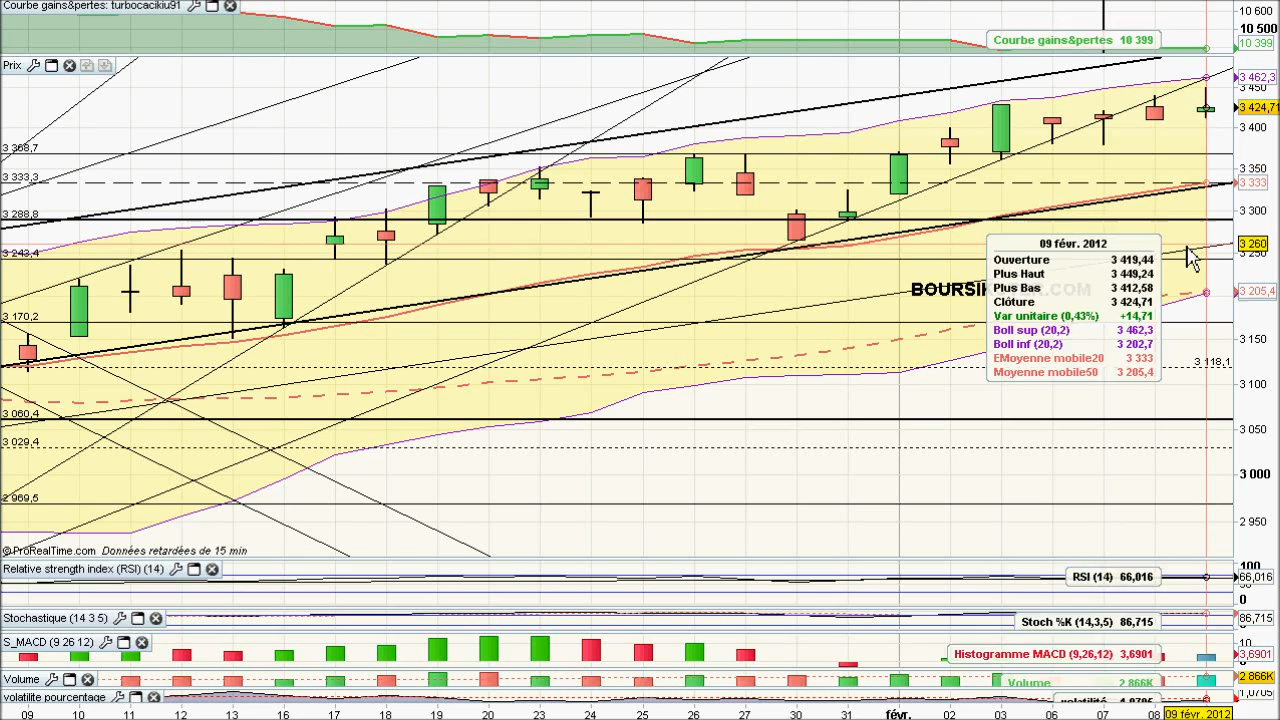 Courbe gains&pertes: turbocacikiu91
10 600
10 500
Courbe gains&pertes 10 399
10 399
Prix
3 462,3
3 450
3 424,71
3 400
3 368,7
3 350
3 333,3
3 333
3 288,8
3 300
3 260
3 250
3 243,4
09 févr. 2012
Ouverture 3 419,44
Plus Haut 3 449,24
Plus Bas 3 412,58
Clôture 3 424,71
Var unitaire (0,43%) +14,71
Boll sup (20,2) 3 462,3
Boll inf (20,2) 3 202,7
EMoyenne mobile20 3 333
Moyenne mobile50 3 205,4
3 205,4
3 170,2
3 150
3 118,1
3 100
3 060,4
3 050
3 029,4
3 000
2 969,5
2 950
© ProRealTime.com Données retardées de 15 min
Relative strength index (RSI) (14)
100
RSI (14) 66,016
66,016
0
Stochastique (14,3,5)
Stoch %K (14,3,5) 86,715
86,715
S_MACD (9,26,12)
10
Histogramme MACD (9,26,12) 3,6901
3,6901
Volume
Volume 2 866K
2 866K
volatilite pourcentage
volatilité 1,0705
1,0705
09 10 11 12 13 16 17 18 19 20 23 24 25 26 27 30 31 févr. 02 03 06 07 08 09 févr. 2012